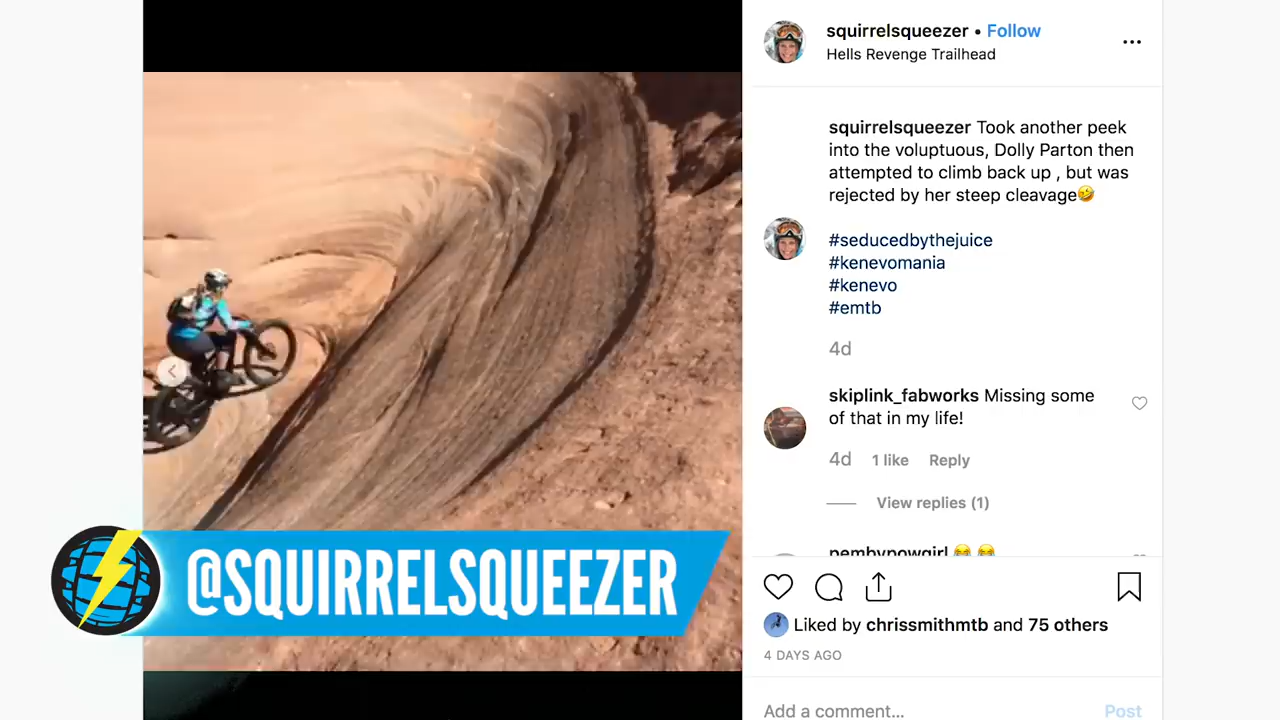 squirrelsqueezer • Follow
Hells Revenge Trailhead
squirrelsqueezer Took another peek
into the voluptuous, Dolly Parton then
attempted to climb back up , but was
rejected by her steep cleavage🤣
#seducedbythejuice
#kenevomania
#kenevo
#emtb
4d
skiplink_fabworks Missing some
of that in my life!
4d 1 like Reply
View replies (1)
pembypowgirl 😂 😂
@SQUIRRELSQUEEZER
Liked by chrissmithmtb and 75 others
4 DAYS AGO
Add a comment... Post